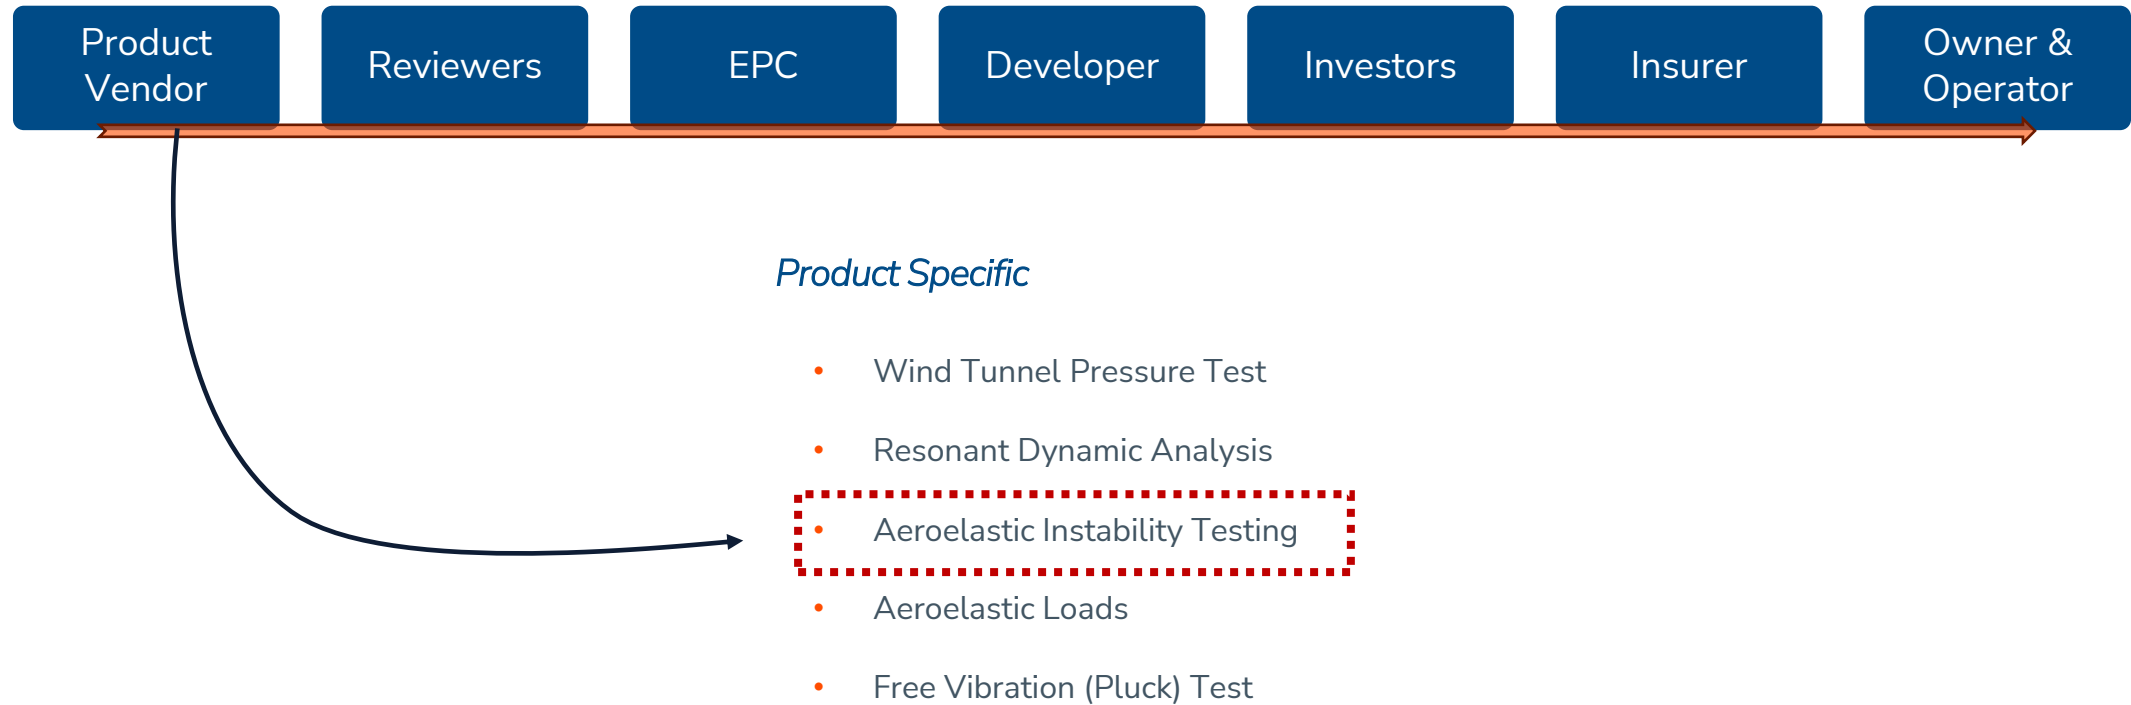 Product
Vendor
Reviewers
EPC
Developer
Investors
Insurer
Owner &
Operator
Product Specific
• Wind Tunnel Pressure Test
• Resonant Dynamic Analysis
• Aeroelastic Instability Testing
• Aeroelastic Loads
• Free Vibration (Pluck) Test